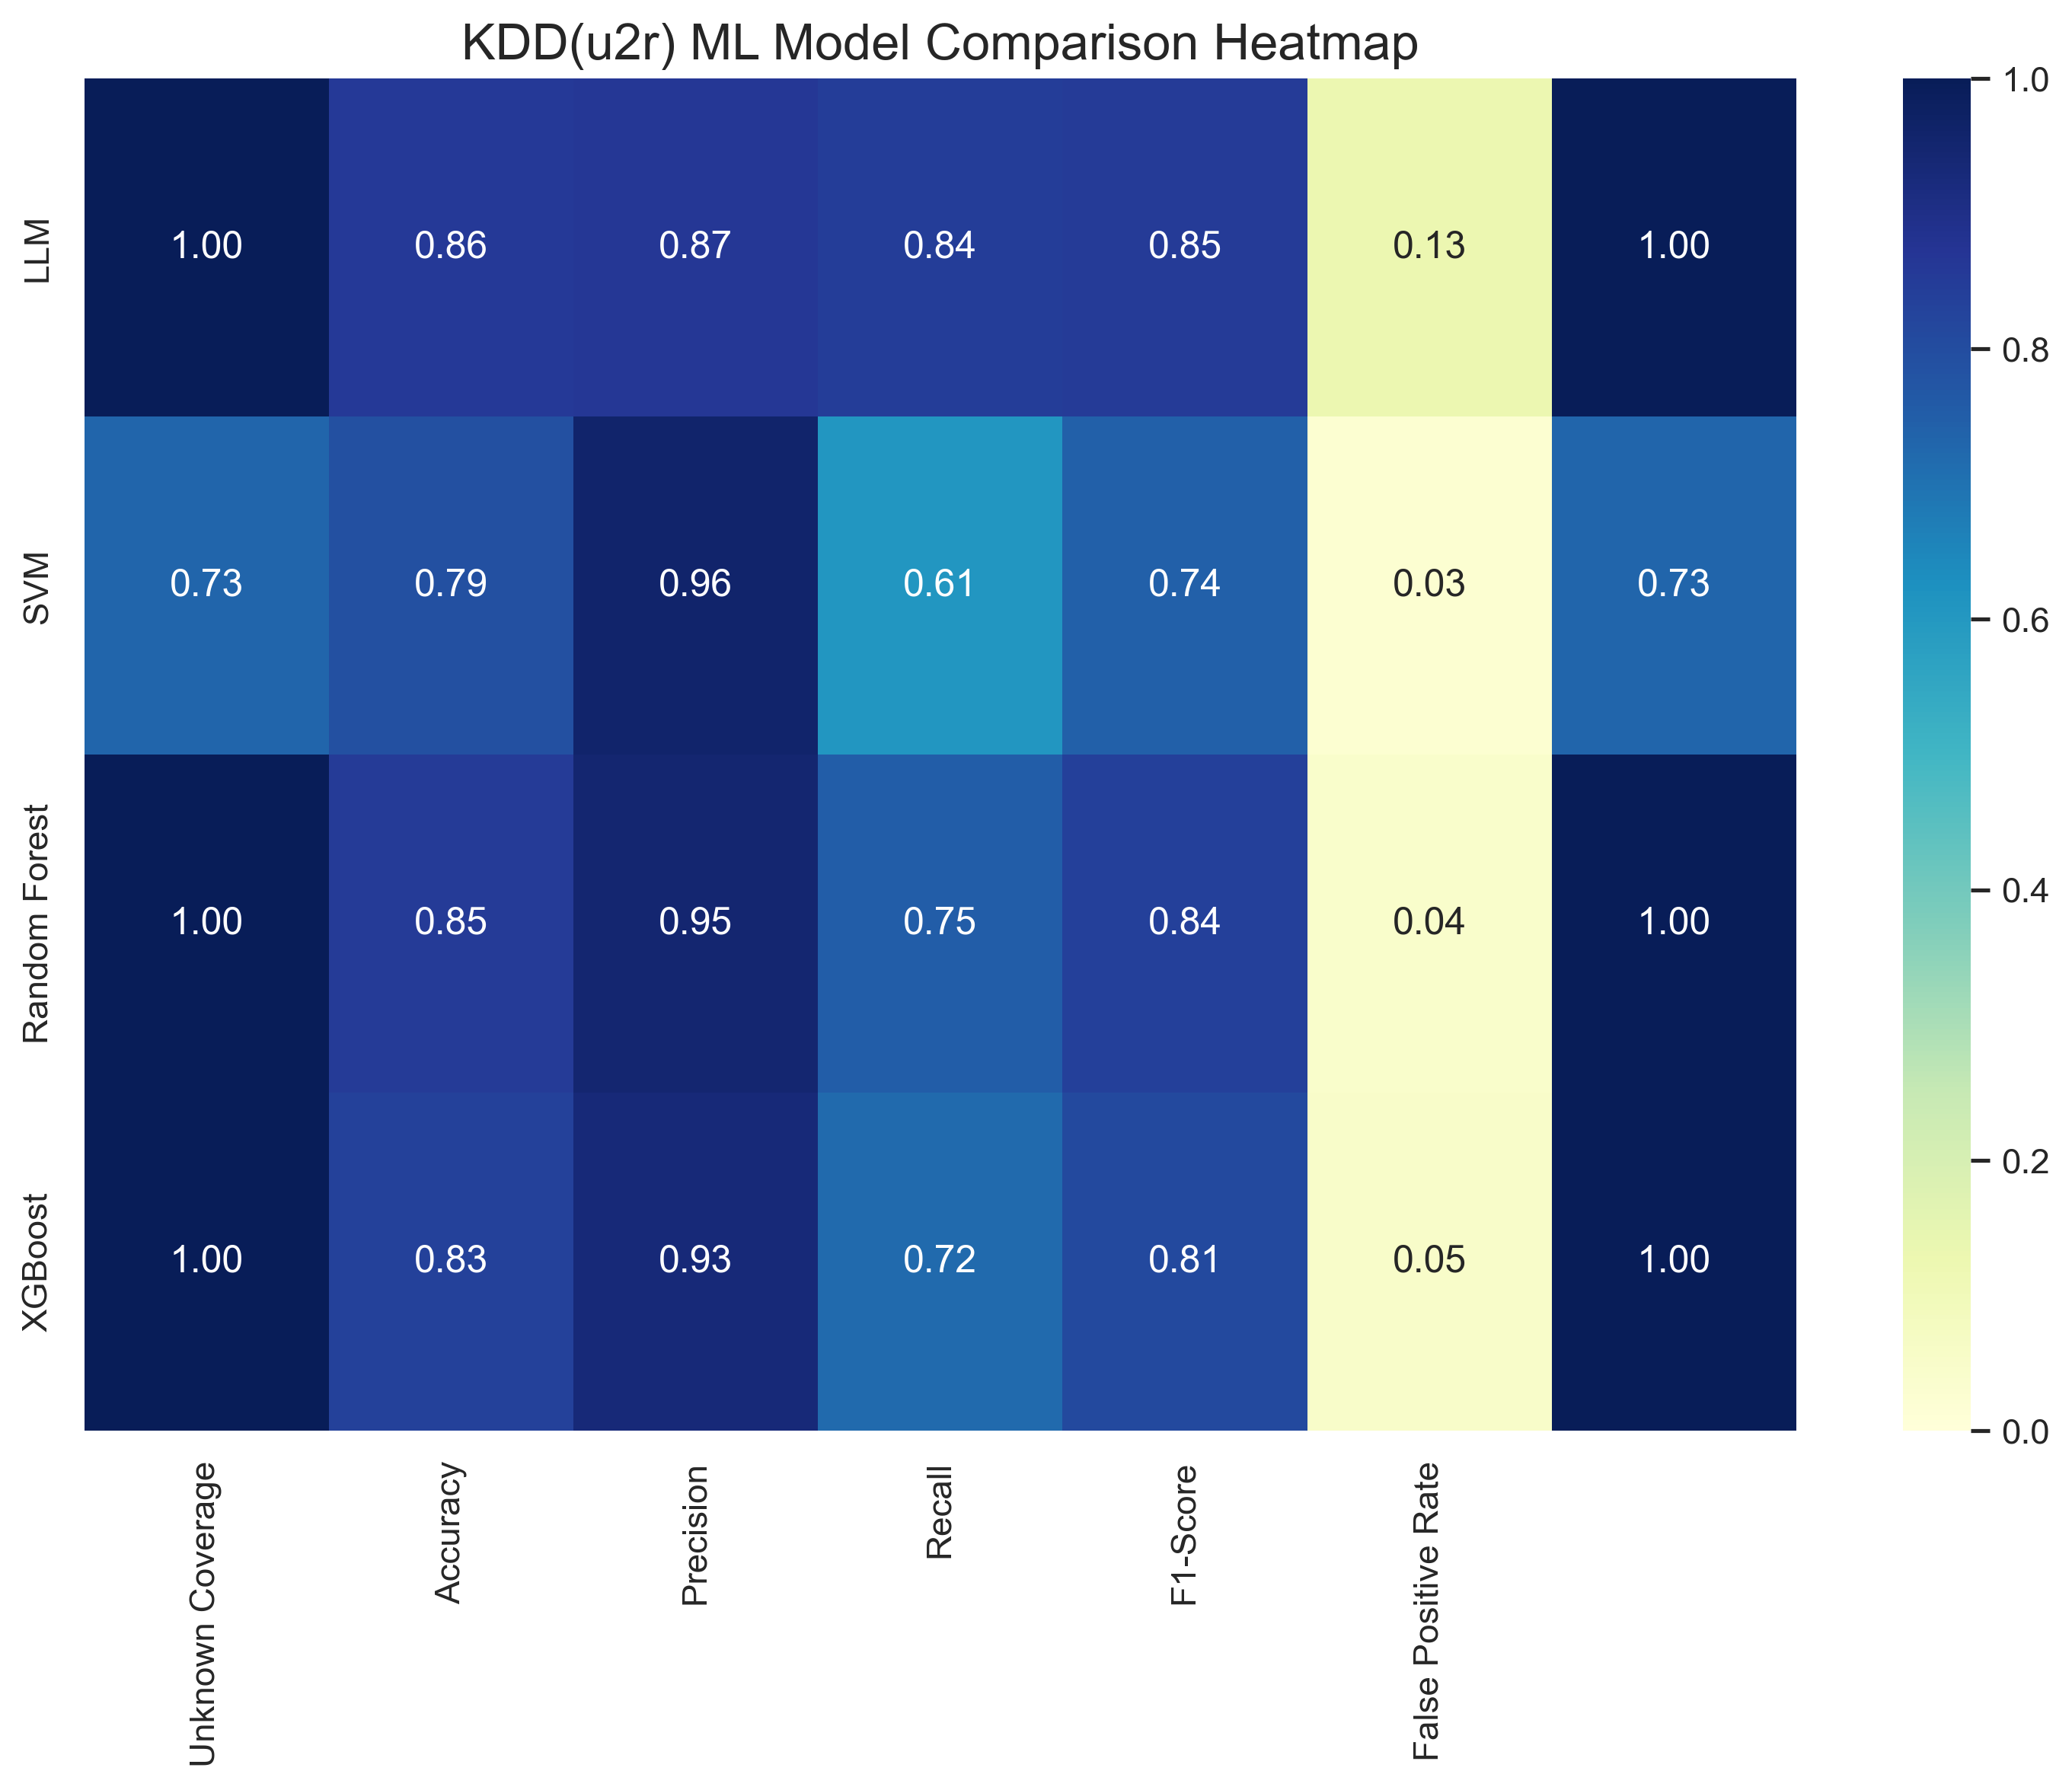 KDD(u2r) ML Model Comparison Heatmap
LLM
1.00 0.86 0.87 0.84 0.85 0.13 1.00
SVM
0.73 0.79 0.96 0.61 0.74 0.03 0.73
Random Forest
1.00 0.85 0.95 0.75 0.84 0.04 1.00
XGBoost
1.00 0.83 0.93 0.72 0.81 0.05 1.00
Unknown Coverage
Accuracy
Precision
Recall
F1-Score
False Positive Rate
1.0
0.8
0.6
0.4
0.2
0.0